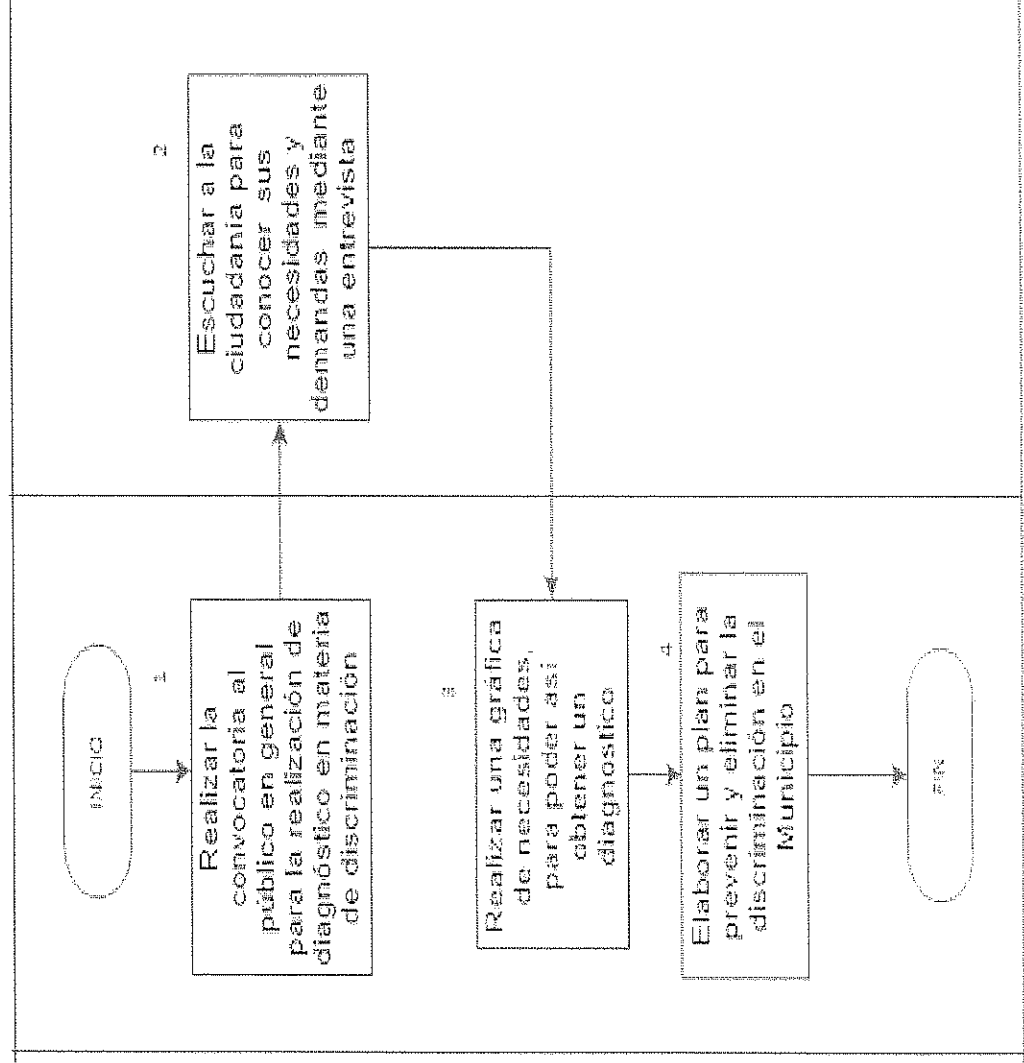 INICIO
1
Realizar la
convocatoria al
público en general
para la realización de
diagnóstico en materia
de discriminación
2
Escuchar a la
ciudadanía para
conocer sus
necesidades y
demandas mediante
una entrevista
3
Realizar una gráfica
de necesidades,
para poder así
obtener un
diagnostico
4
Elaborar un plan para
prevenir y eliminar la
discriminación en el
Municipio
FIN